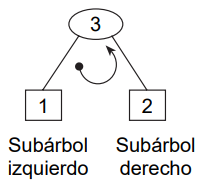 3
1 2
Subárbol Subárbol
izquierdo derecho